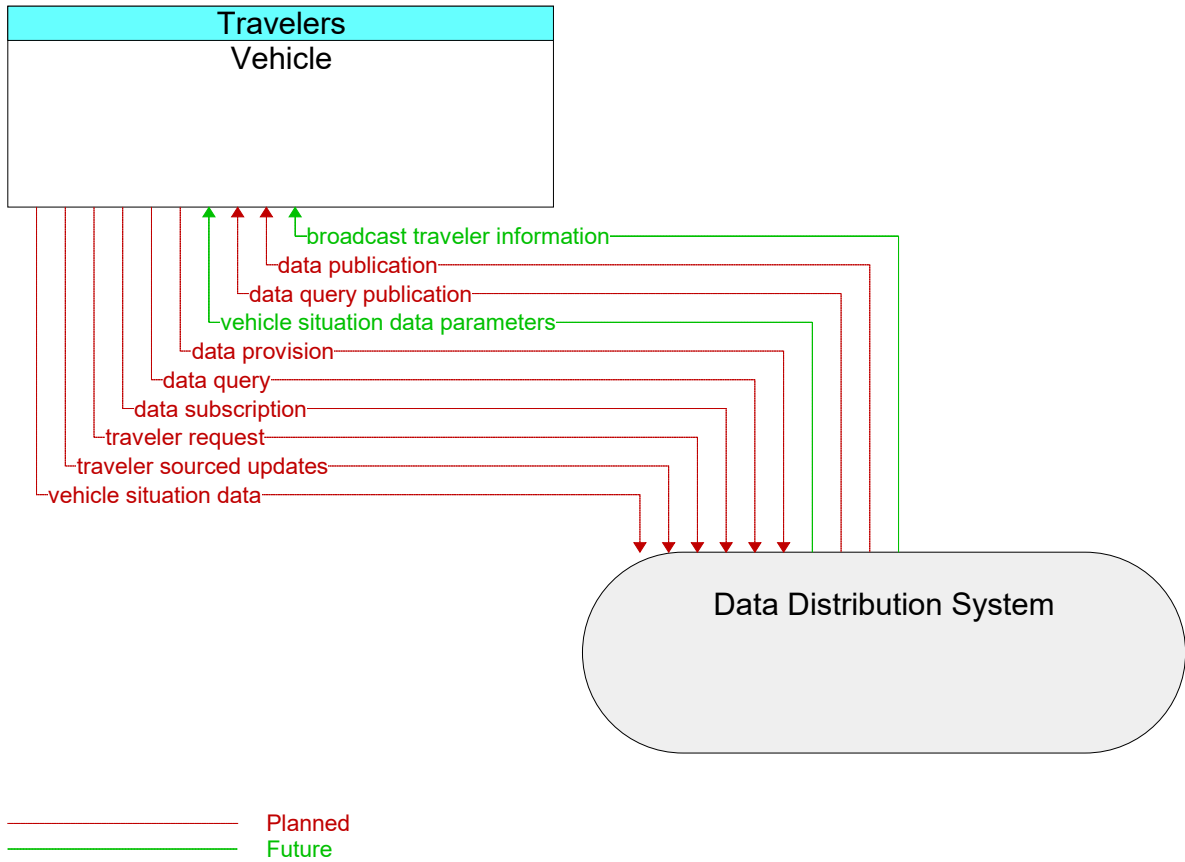 Travelers
Vehicle
broadcast traveler information
data publication
data query publication
vehicle situation data parameters
data provision
data query
data subscription
traveler request
traveler sourced updates
vehicle situation data
Data Distribution System
Planned
Future